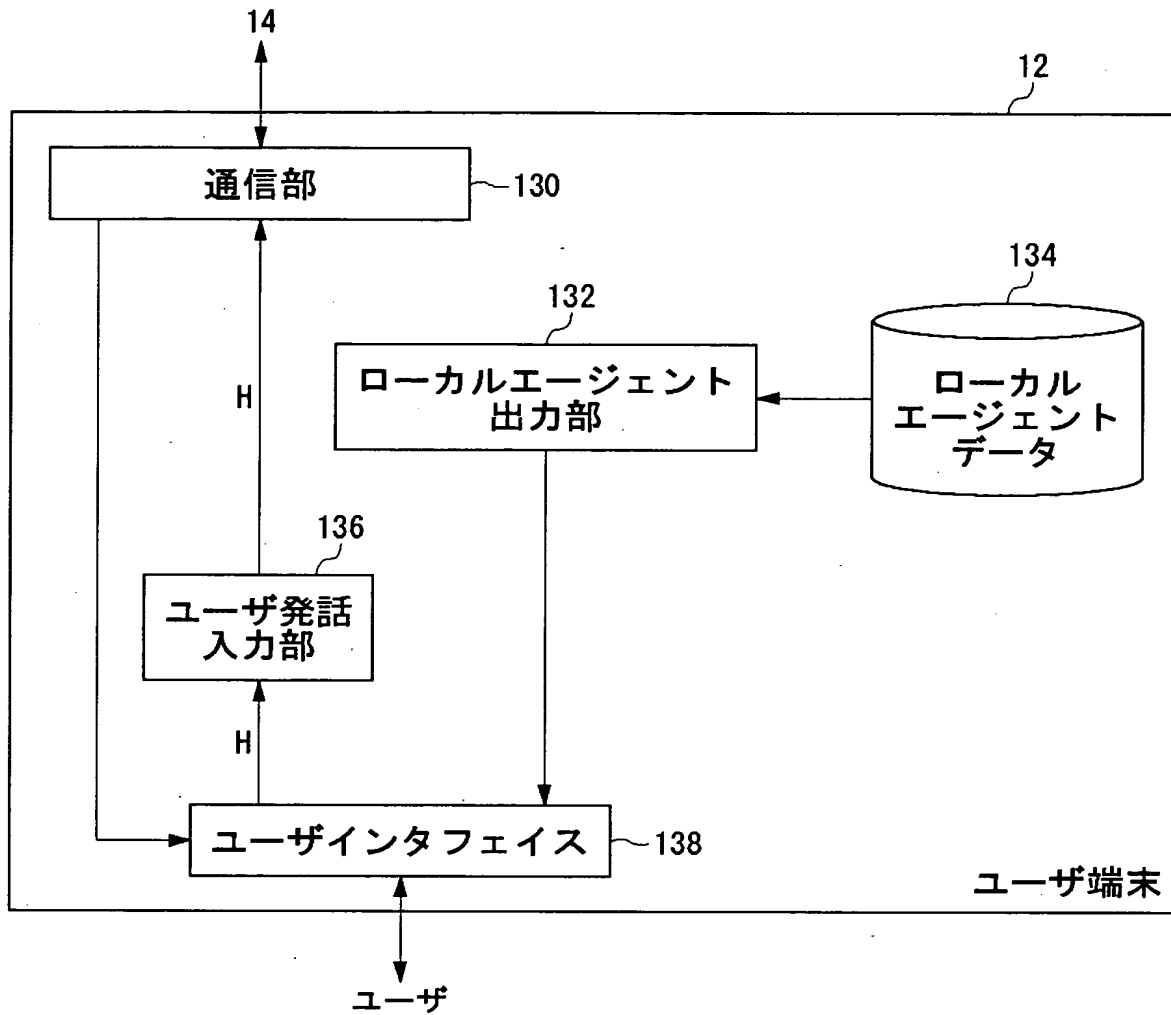 14
12
通信部
130
134
132
ローカルエージェント
出力部
ローカル
エージェント
データ
H
136
ユーザ発話
入力部
H
ユーザインタフェイス
138
ユーザ端末
ユーザ